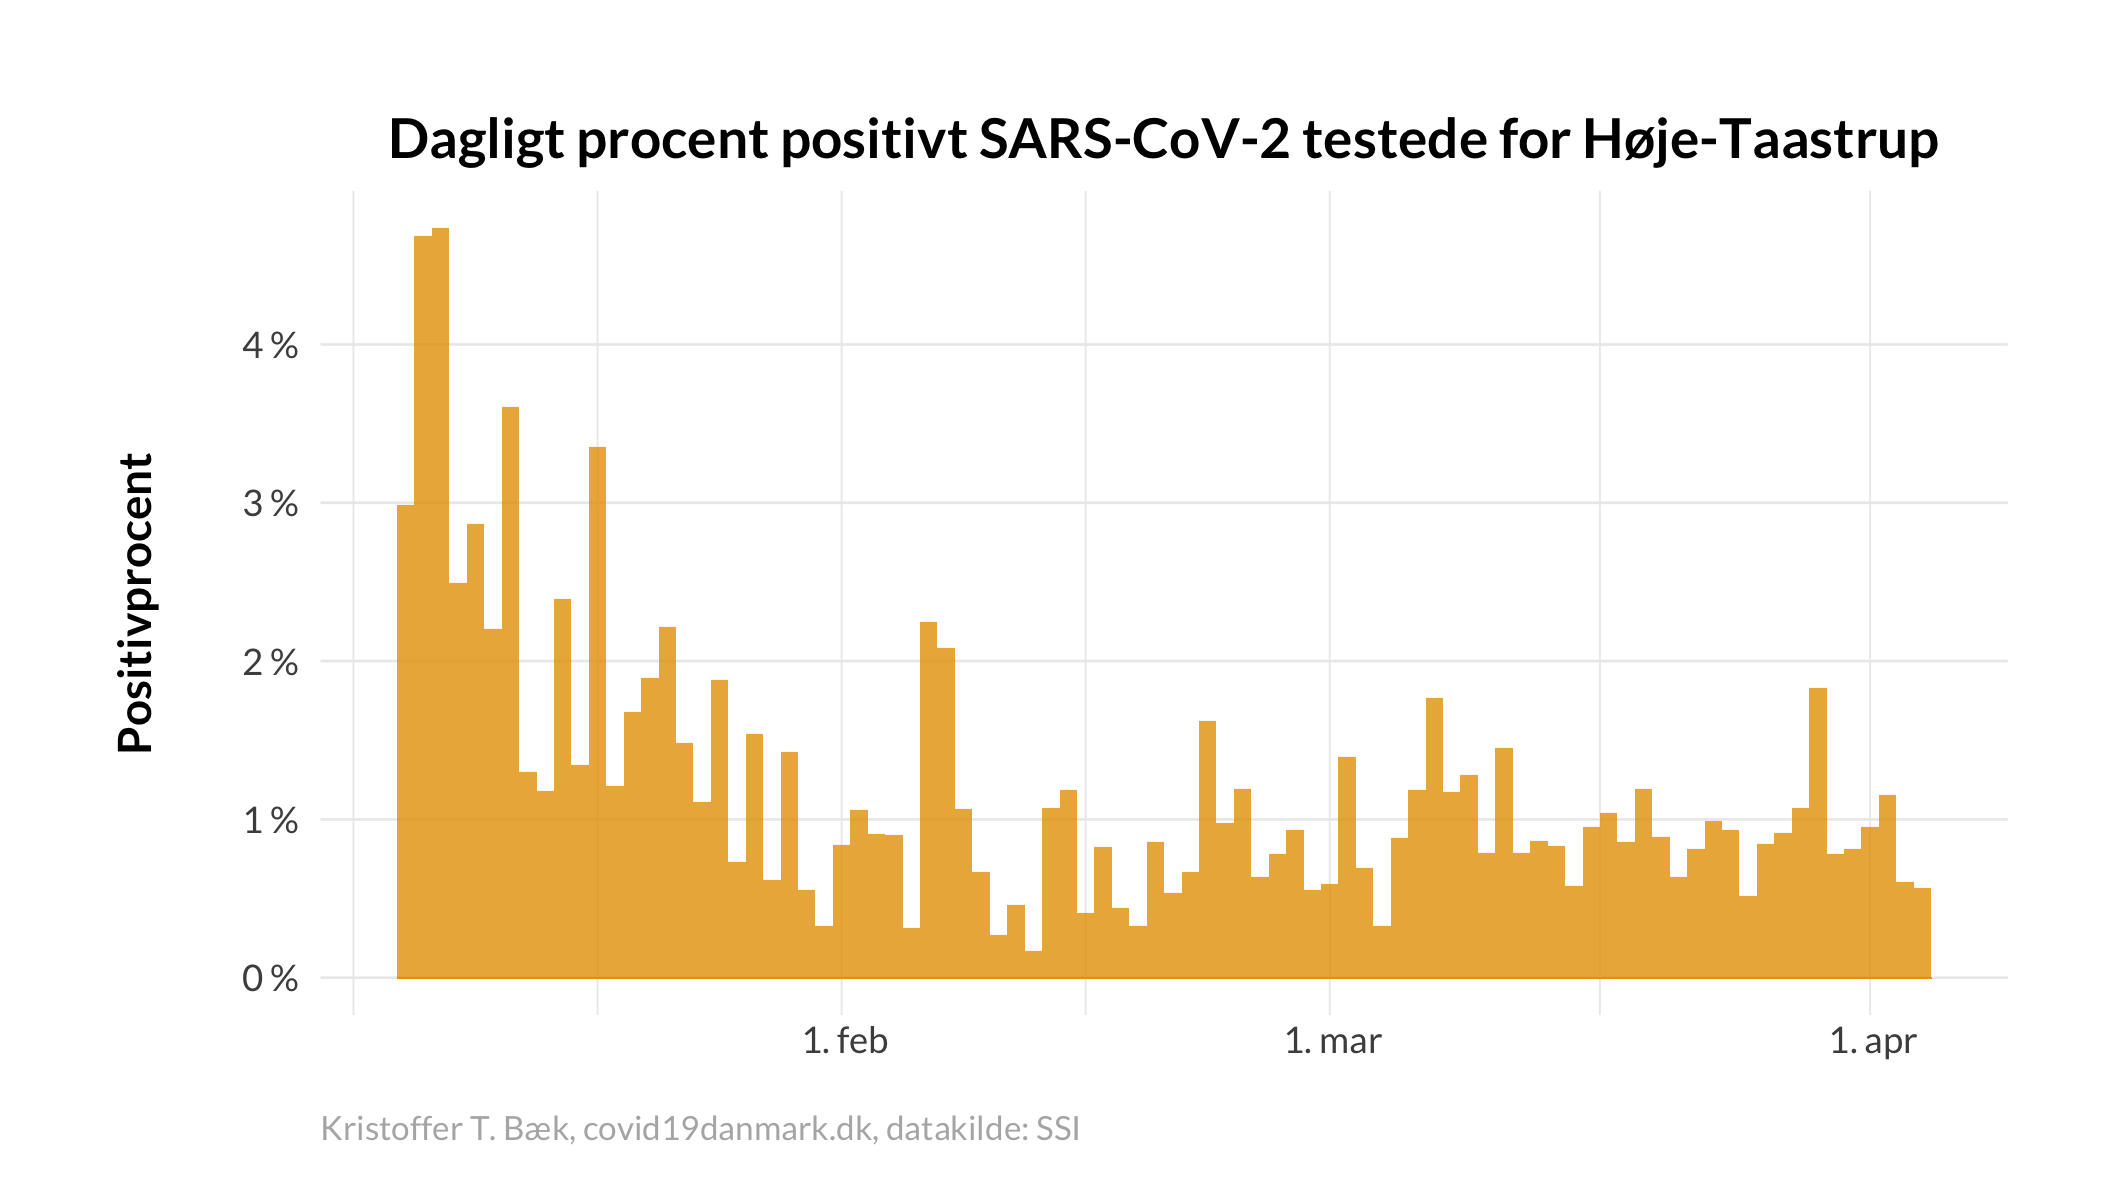 Dagligt procent positivt SARS-CoV-2 testede for Høje-Taastrup
Positivprocent
4 %
3 %
2 %
1 %
0 %
1. feb
1. mar
1. apr
Kristoffer T. Bæk, covid19danmark.dk, datakilde: SSI